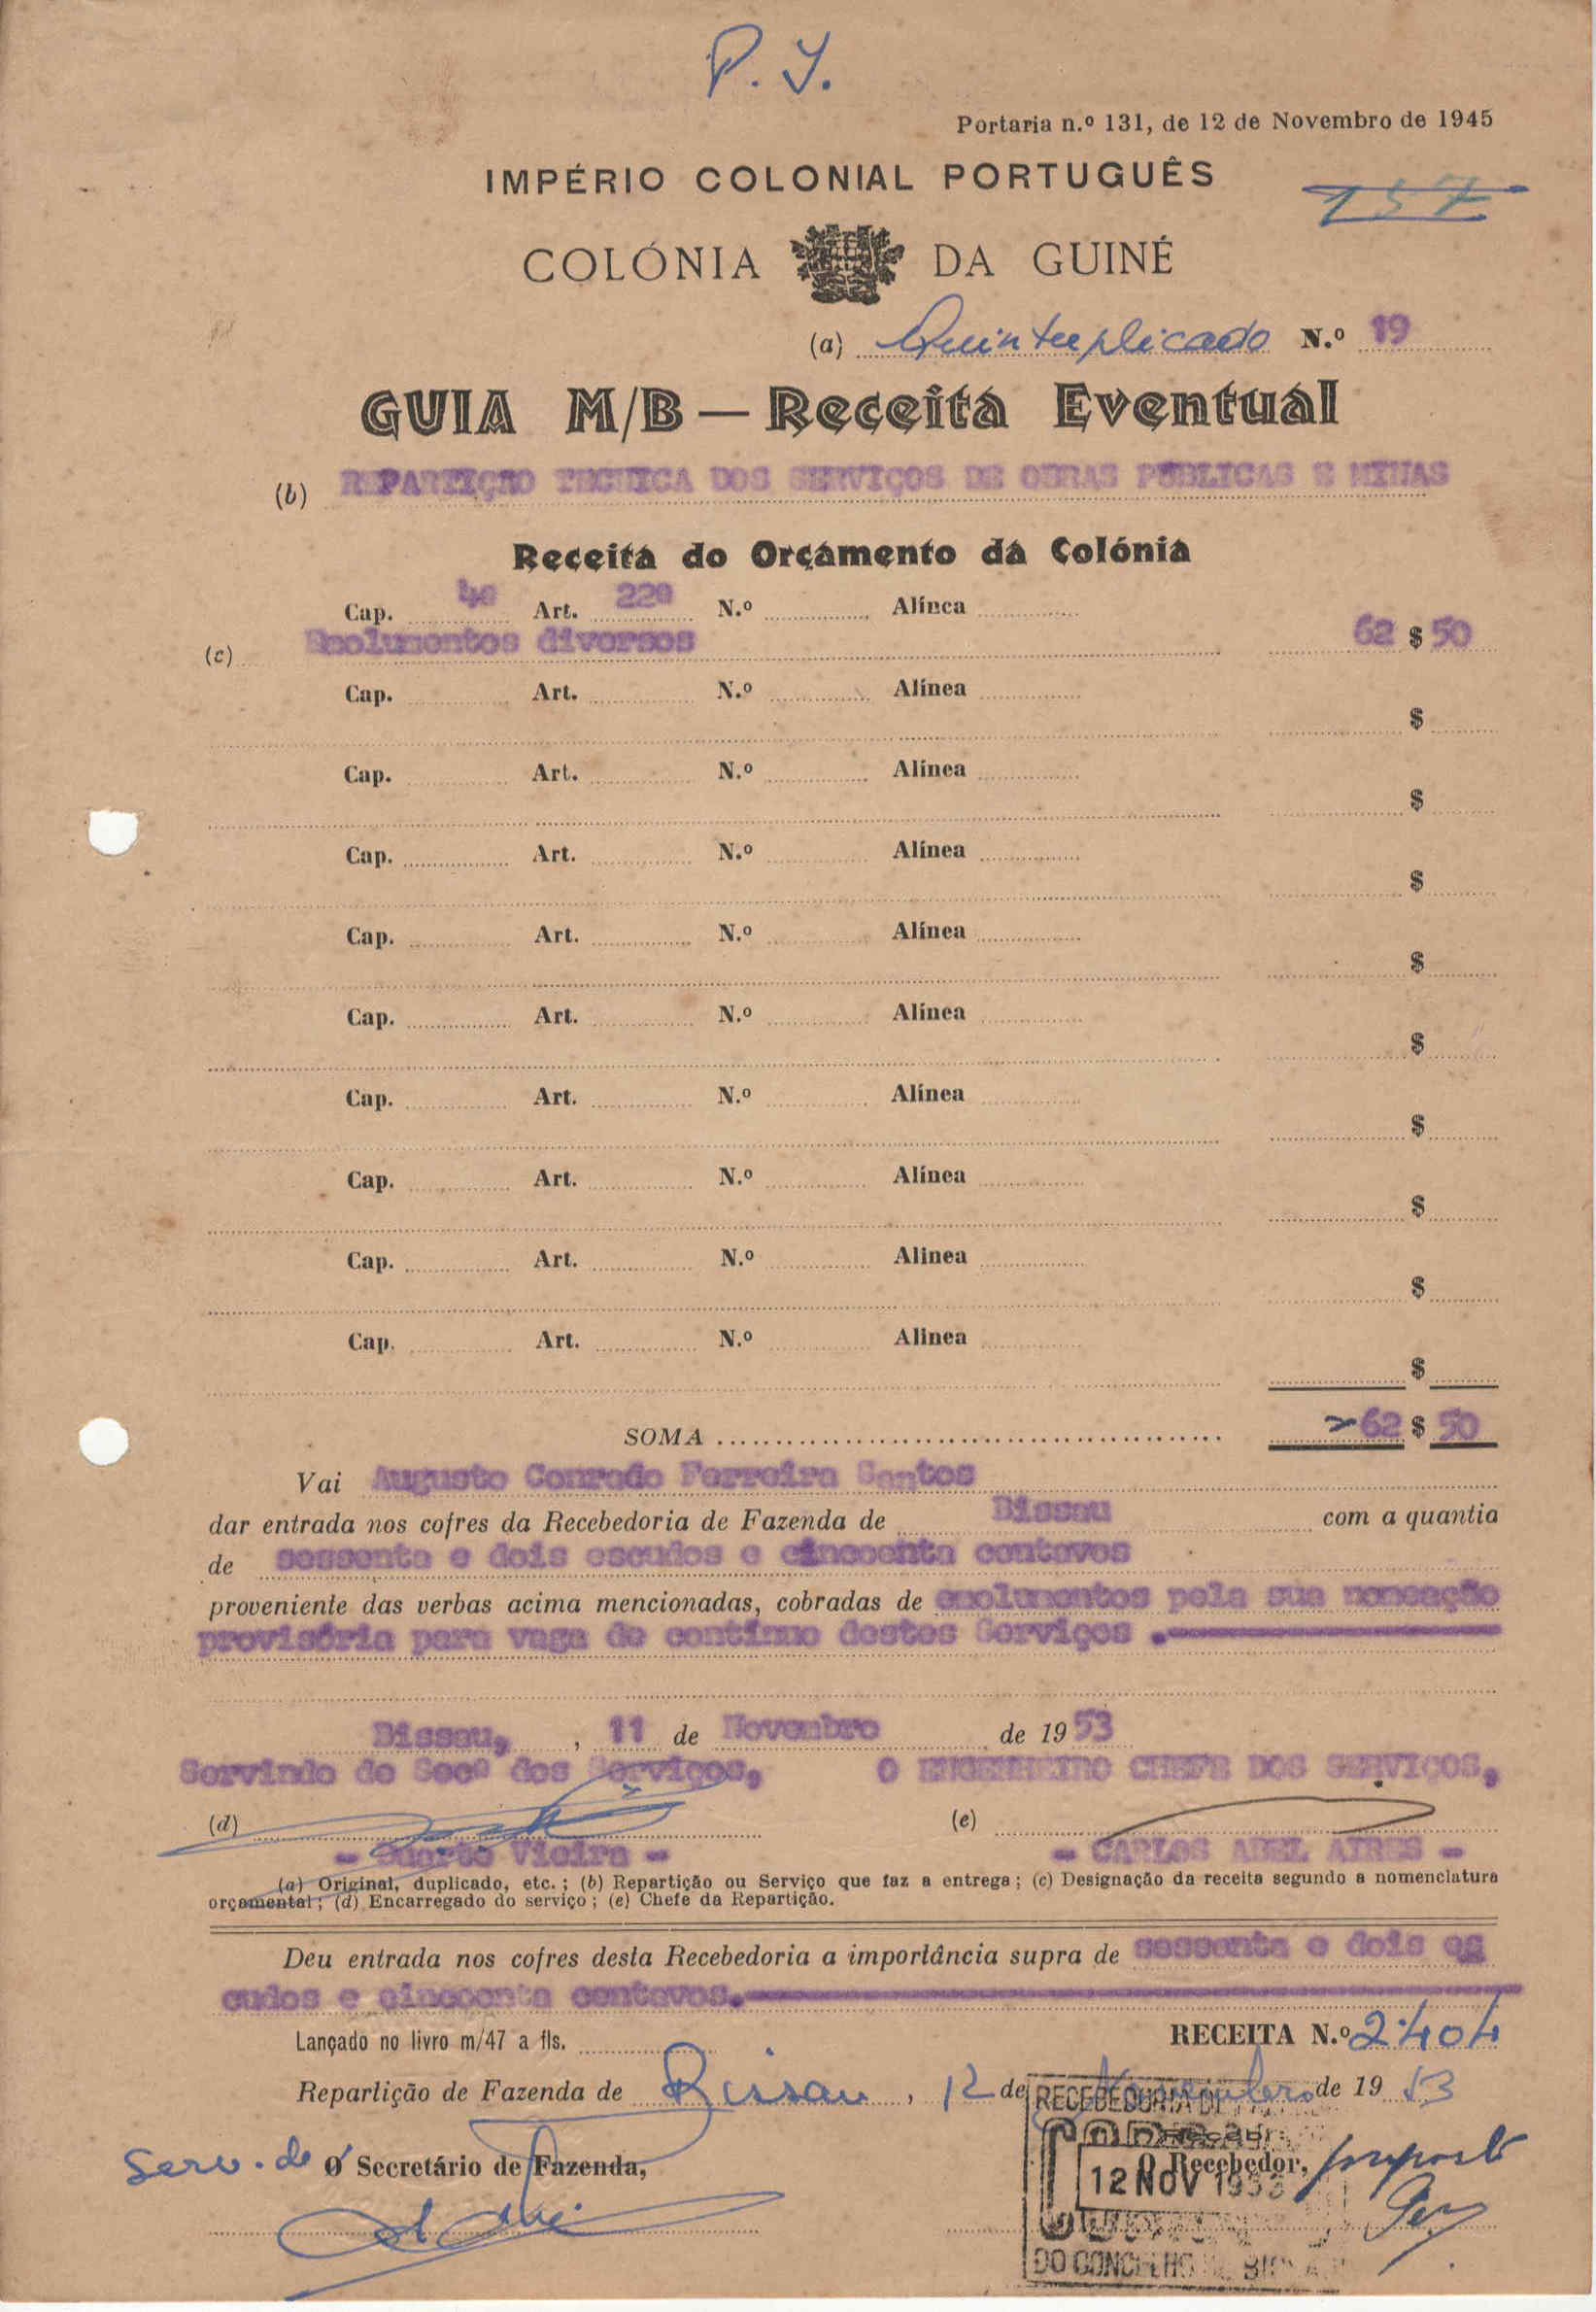 P. J.
Portaria n.º 131, de 12 de Novembro de 1945
IMPÉRIO COLONIAL PORTUGUÊS
157
COLÓNIA DA GUINÉ
(a) Quintuplicado N.º 19
GUIA M/B — Receita Eventual
(b) REPARTIÇÃO TECNICA DOS SERVIÇOS DE OBRAS PÚBLICAS E MINAS
Receita do Orçamento da Colónia
Cap. 4º Art. 22º N.º Alínea
(c) Emolumentos diversos 62 $ 50
Cap. Art. N.º Alínea
$
Cap. Art. N.º Alínea
$
Cap. Art. N.º Alínea
$
Cap. Art. N.º Alínea
$
Cap. Art. N.º Alínea
$
Cap. Art. N.º Alínea
$
Cap. Art. N.º Alínea
$
Cap. Art. N.º Alinea
$
Cap. Art. N.º Alinea
$
SOMA 62 $ 50
Vai Augusto Conrado Ferreira Santos
dar entrada nos cofres da Recebedoria de Fazenda de Bissau com a quantia
de sessenta e dois escudos e cincoenta centavos
proveniente das verbas acima mencionadas, cobradas de emolumentos pela sua nomeação
provisória para vaga de contínuo destes Serviços .
Bissau, , 11 de Novembro de 1953
Servindo de Secº dos Serviços, O ENGENHEIRO CHEFE DOS SERVIÇOS,
(d) (e)
- Duarte Vieira - - CARLOS ABEL AIRES -
(a) Original, duplicado, etc. ; (b) Repartição ou Serviço que faz a entrega ; (c) Designação da receita segundo a nomenclatura
orçamental ; (d) Encarregado do serviço ; (e) Chefe da Repartição.
Deu entrada nos cofres desta Recebedoria a importância supra de sessenta e dois es
cudos e cincoenta centavos.
Lançado no livro m/47 a fls. RECEITA N.º 2:404
Repartição de Fazenda de Bissau , 12 de Novembro de 19 53
RECEBEDORIA DE
Serv. de O Secretário de Fazenda, O Recebedor, proposto
12 NOV 1953
DO CONCELHO